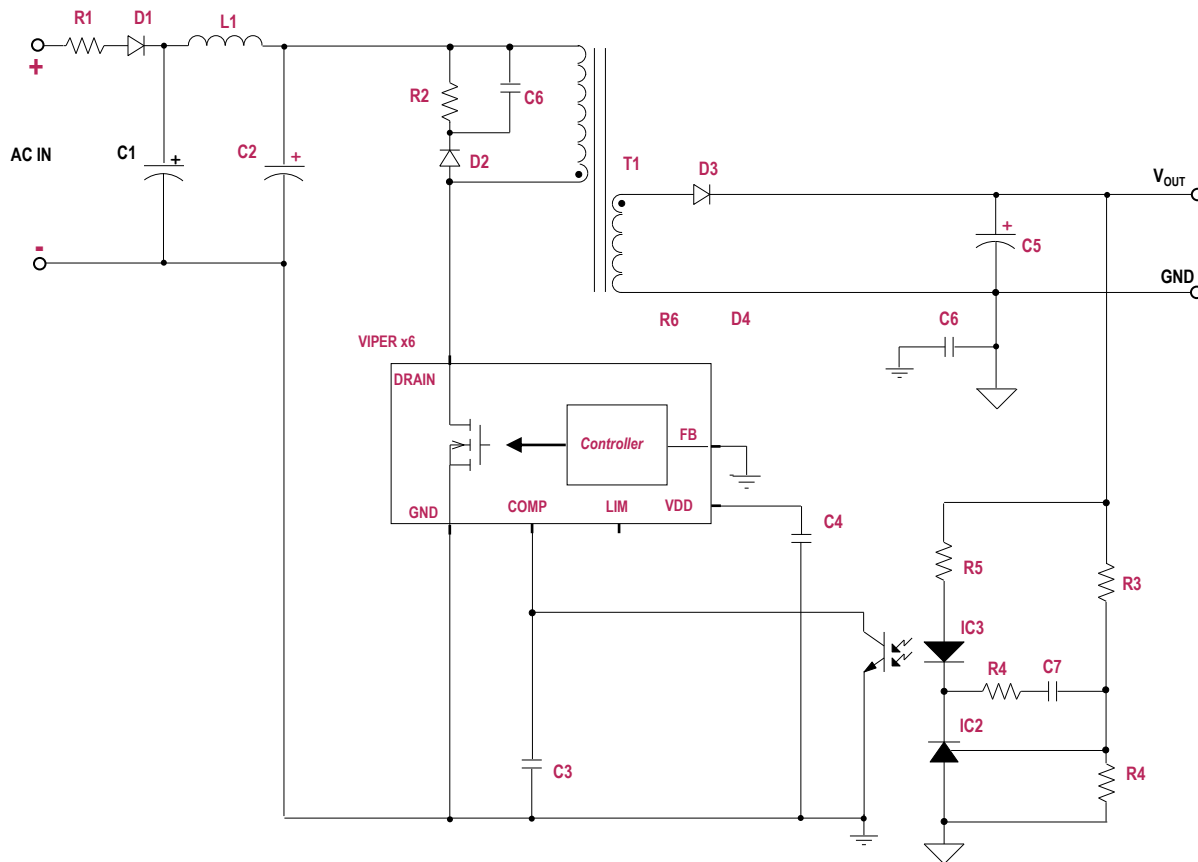 R1
D1
L1
+
R2
C6
AC IN
C1
+
C2
+
D2
T1
D3
VOUT
+
C5
GND
-
R6
D4
C6
VIPER x6
DRAIN
Controller
FB
GND
COMP
LIM
VDD
C4
R5
R3
IC3
R4
C7
IC2
C3
R4